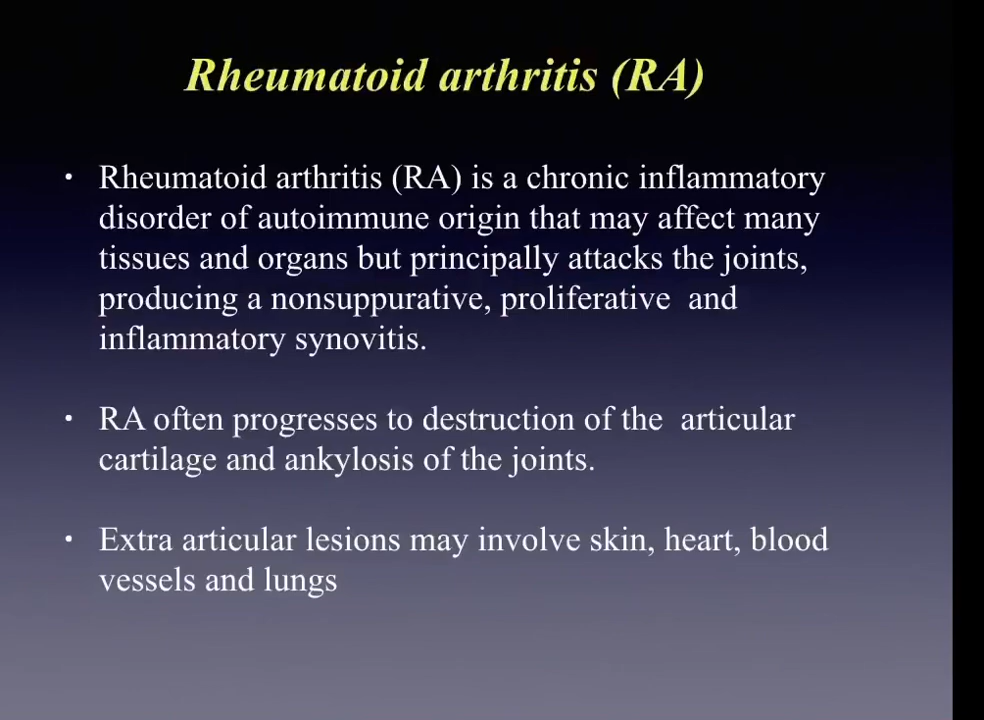 Rheumatoid arthritis (RA)
• Rheumatoid arthritis (RA) is a chronic inflammatory
disorder of autoimmune origin that may affect many
tissues and organs but principally attacks the joints,
producing a nonsuppurative, proliferative and
inflammatory synovitis.
• RA often progresses to destruction of the articular
cartilage and ankylosis of the joints.
• Extra articular lesions may involve skin, heart, blood
vessels and lungs